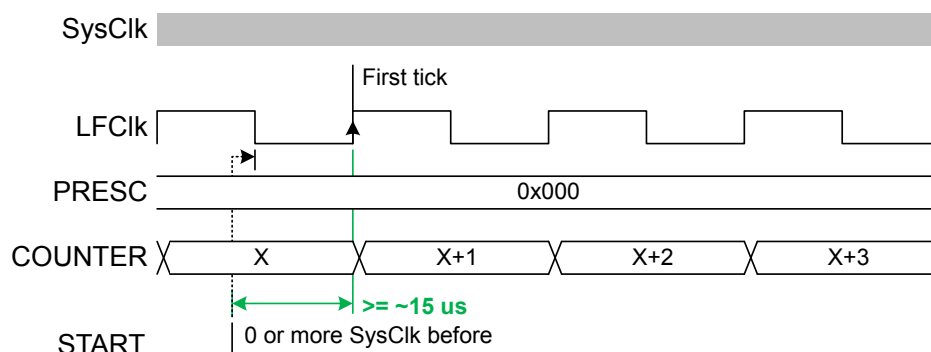 SysClk
First tick
LFClk
PRESC 0x000
COUNTER X X+1 X+2 X+3
>= ~15 us
0 or more SysClk before
START